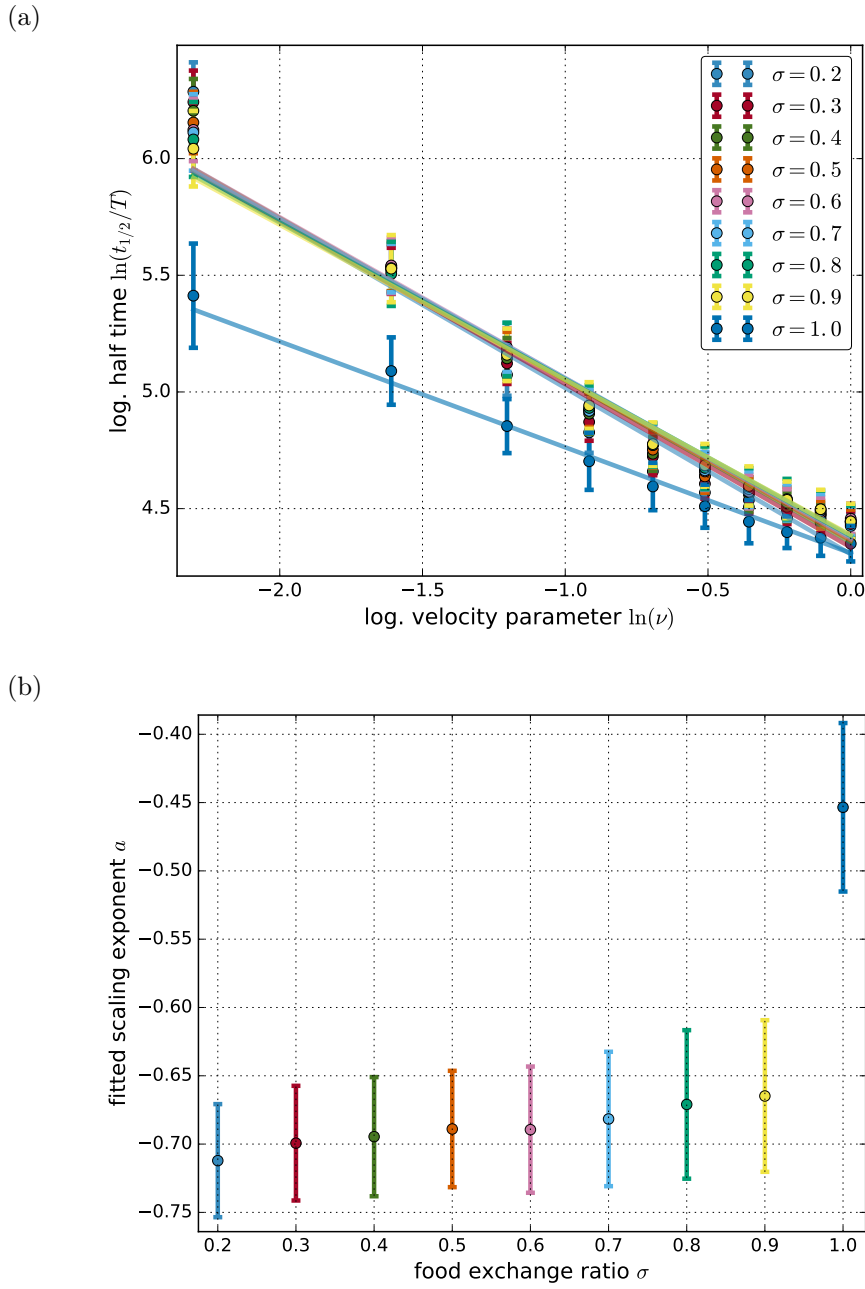 (a)
log. half time ln(t1/2/T)
6.0
5.5
5.0
4.5
−2.0 −1.5 −1.0 −0.5 0.0
log. velocity parameter ln(ν)
σ = 0.2
σ = 0.3
σ = 0.4
σ = 0.5
σ = 0.6
σ = 0.7
σ = 0.8
σ = 0.9
σ = 1.0
(b)
fitted scaling exponent a
−0.40
−0.45
−0.50
−0.55
−0.60
−0.65
−0.70
−0.75
0.2 0.3 0.4 0.5 0.6 0.7 0.8 0.9 1.0
food exchange ratio σ